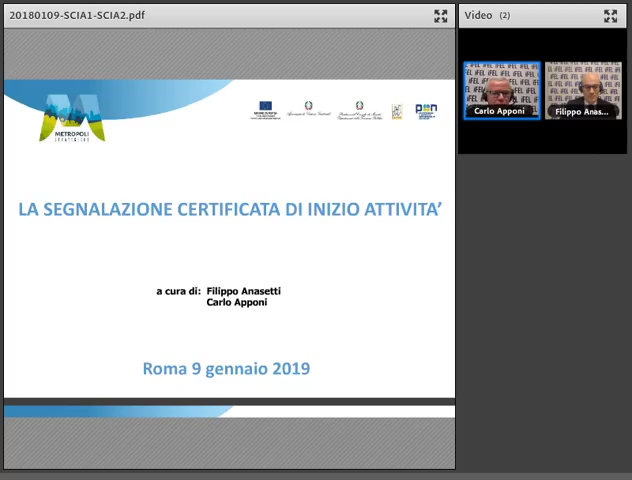 20180109-SCIA1-SCIA2.pdf
Video (2)
Carlo Apponi
Filippo Anas...
METROPOLI
STRATEGICHE
LA SEGNALAZIONE CERTIFICATA DI INIZIO ATTIVITA’
a cura di: Filippo Anasetti
Carlo Apponi
Roma 9 gennaio 2019